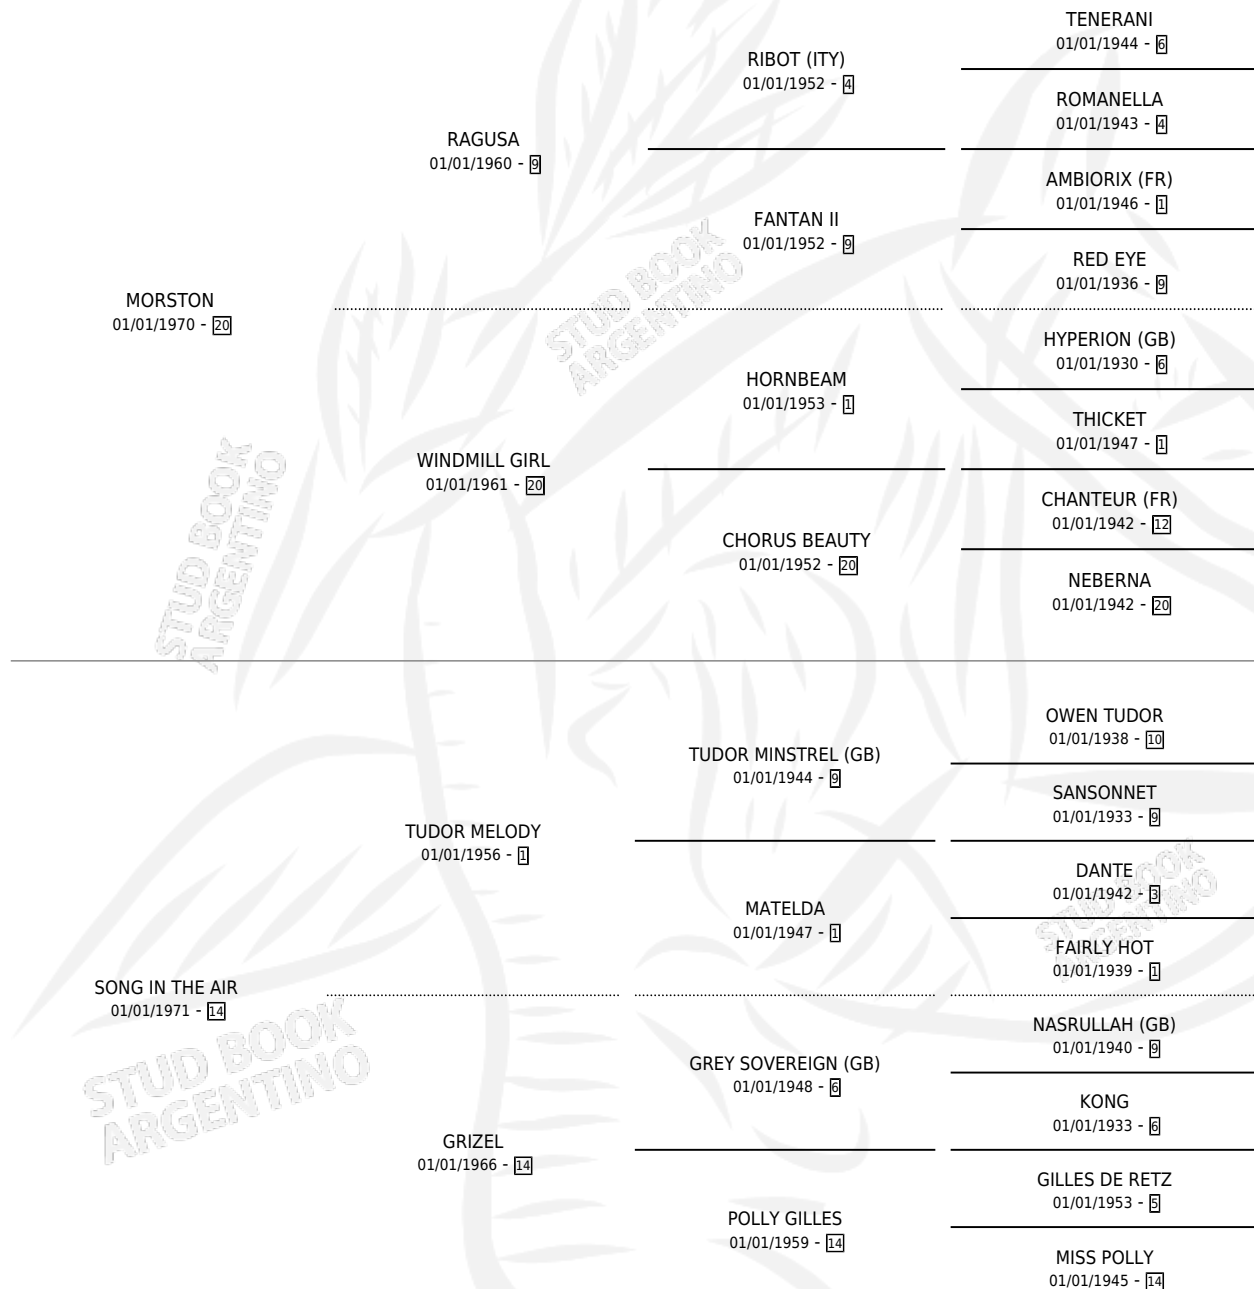 TENERANI
01/01/1944 - 6
RIBOT (ITY)
01/01/1952 - 4
ROMANELLA
01/01/1943 - 4
RAGUSA
01/01/1960 - 9
AMBIORIX (FR)
01/01/1946 - 1
FANTAN II
01/01/1952 - 9
RED EYE
01/01/1936 - 9
MORSTON
01/01/1970 - 20
HYPERION (GB)
01/01/1930 - 6
HORNBEAM
01/01/1953 - 1
THICKET
01/01/1947 - 1
WINDMILL GIRL
01/01/1961 - 20
CHANTEUR (FR)
01/01/1942 - 12
CHORUS BEAUTY
01/01/1952 - 20
NEBERNA
01/01/1942 - 20
STUD BOOK
ARGENTINO
STUD BOOK
ARGENTINO
OWEN TUDOR
01/01/1938 - 10
TUDOR MINSTREL (GB)
01/01/1944 - 9
SANSONNET
01/01/1933 - 9
TUDOR MELODY
01/01/1956 - 1
DANTE
01/01/1942 - 3
MATELDA
01/01/1947 - 1
FAIRLY HOT
01/01/1939 - 1
SONG IN THE AIR
01/01/1971 - 14
NASRULLAH (GB)
01/01/1940 - 9
GREY SOVEREIGN (GB)
01/01/1948 - 6
KONG
01/01/1933 - 6
GRIZEL
01/01/1966 - 14
GILLES DE RETZ
01/01/1953 - 5
POLLY GILLES
01/01/1959 - 14
MISS POLLY
01/01/1945 - 14
STUD BOOK
ARGENTINO
STUD BOOK
ARGENTINO